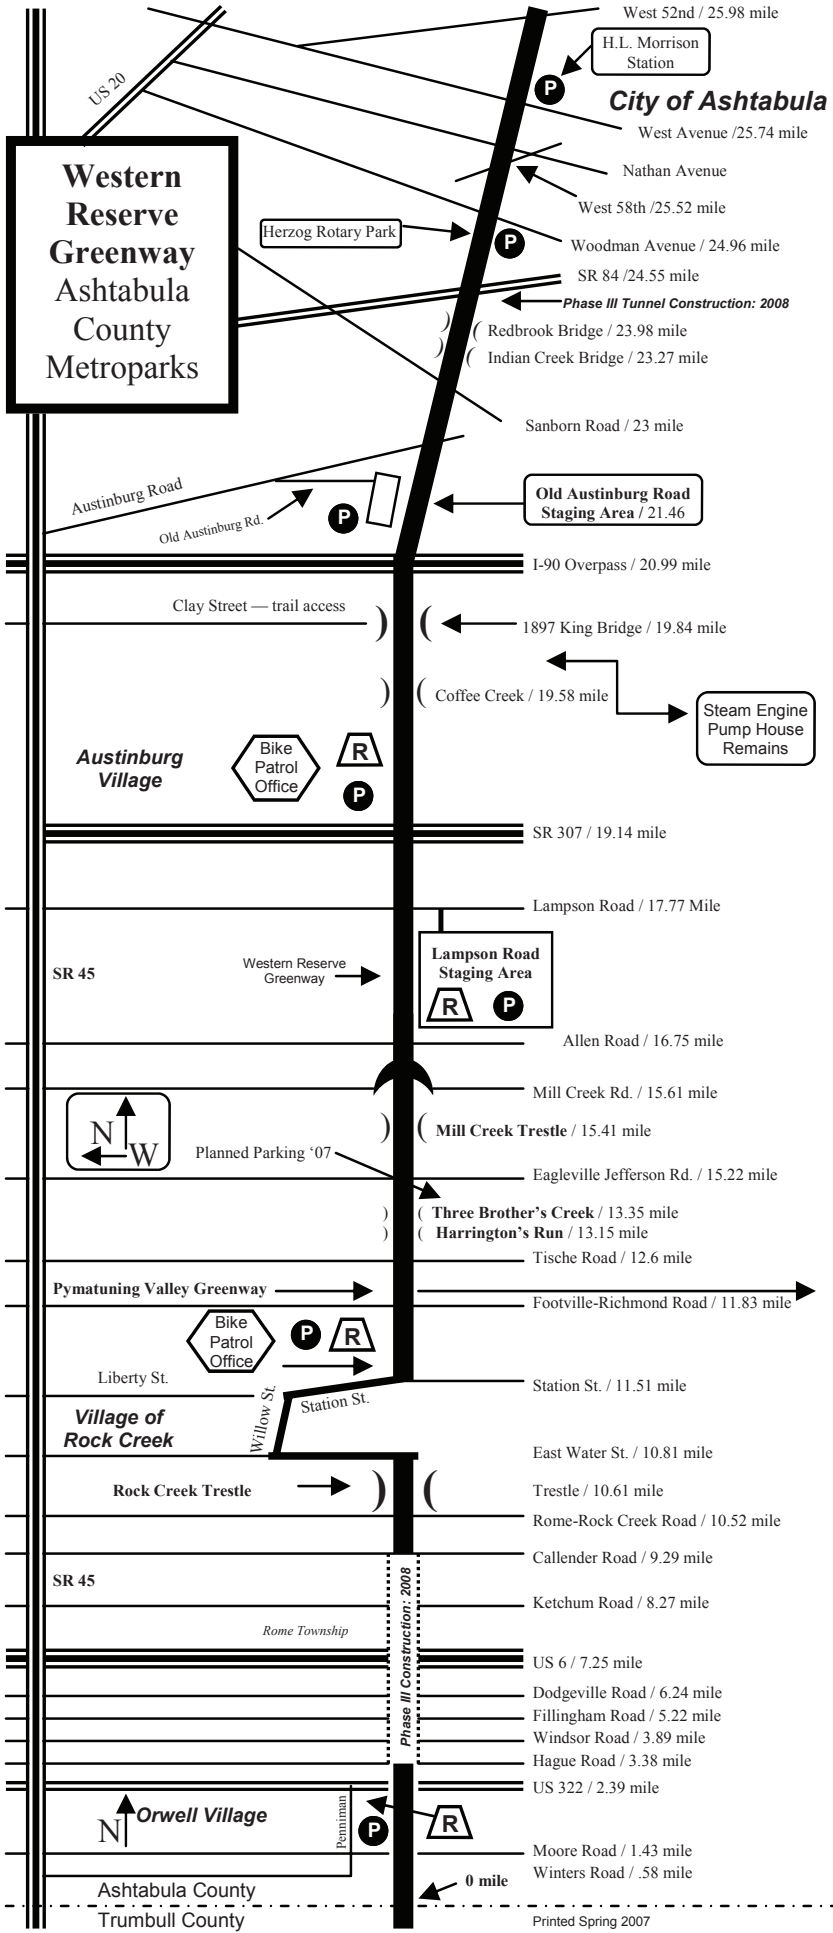 West 52nd / 25.98 mile
H.L. Morrison
Station
US 20
P
City of Ashtabula
West Avenue /25.74 mile
Western
Reserve
Greenway
Ashtabula
County
Metroparks
Nathan Avenue
West 58th /25.52 mile
Herzog Rotary Park
P
Woodman Avenue / 24.96 mile
SR 84 /24.55 mile
Phase III Tunnel Construction: 2008
Redbrook Bridge / 23.98 mile
Indian Creek Bridge / 23.27 mile
Sanborn Road / 23 mile
Austinburg Road
Old Austinburg Rd.
P
Old Austinburg Road
Staging Area / 21.46
I-90 Overpass / 20.99 mile
Clay Street — trail access
1897 King Bridge / 19.84 mile
Coffee Creek / 19.58 mile
Steam Engine
Pump House
Remains
Austinburg
Village
Bike
Patrol
Office
R
P
SR 307 / 19.14 mile
Lampson Road / 17.77 Mile
SR 45
Western Reserve
Greenway
Lampson Road
Staging Area
R P
Allen Road / 16.75 mile
Mill Creek Rd. / 15.61 mile
N
W
Mill Creek Trestle / 15.41 mile
Planned Parking ‘07
Eagleville Jefferson Rd. / 15.22 mile
Three Brother’s Creek / 13.35 mile
Harrington’s Run / 13.15 mile
Tische Road / 12.6 mile
Pymatuning Valley Greenway
Footville-Richmond Road / 11.83 mile
Bike
Patrol
Office
P R
Liberty St.
Station St. / 11.51 mile
Willow St.
Station St.
Village of
Rock Creek
East Water St. / 10.81 mile
Rock Creek Trestle
Trestle / 10.61 mile
Rome-Rock Creek Road / 10.52 mile
Callender Road / 9.29 mile
SR 45
Phase III Construction: 2008
Ketchum Road / 8.27 mile
Rome Township
US 6 / 7.25 mile
Dodgeville Road / 6.24 mile
Fillingham Road / 5.22 mile
Windsor Road / 3.89 mile
Hague Road / 3.38 mile
US 322 / 2.39 mile
N
Orwell Village
Penniman
P
R
Moore Road / 1.43 mile
Winters Road / .58 mile
0 mile
Ashtabula County
Trumbull County
Printed Spring 2007